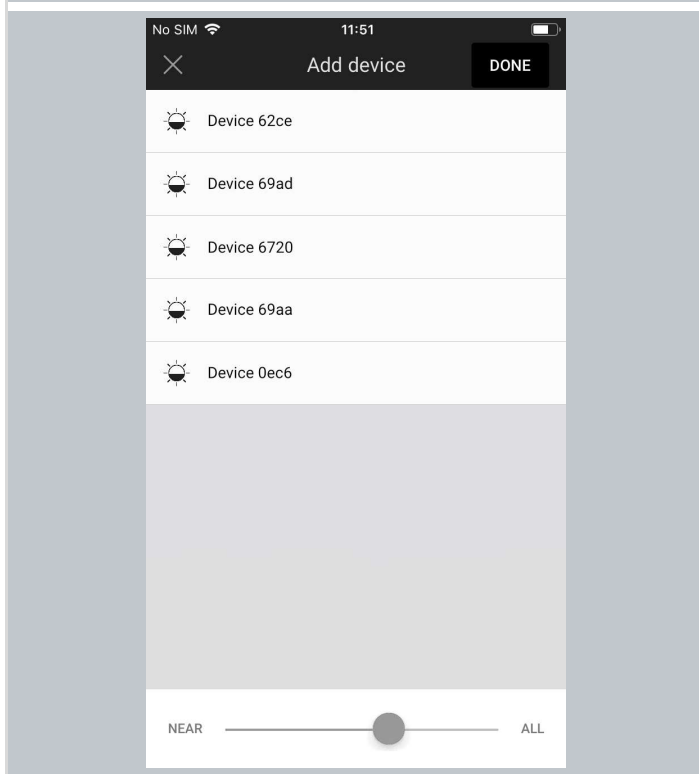 No SIM 11:51
Add device DONE
Device 62ce
Device 69ad
Device 6720
Device 69aa
Device 0ec6
NEAR ALL